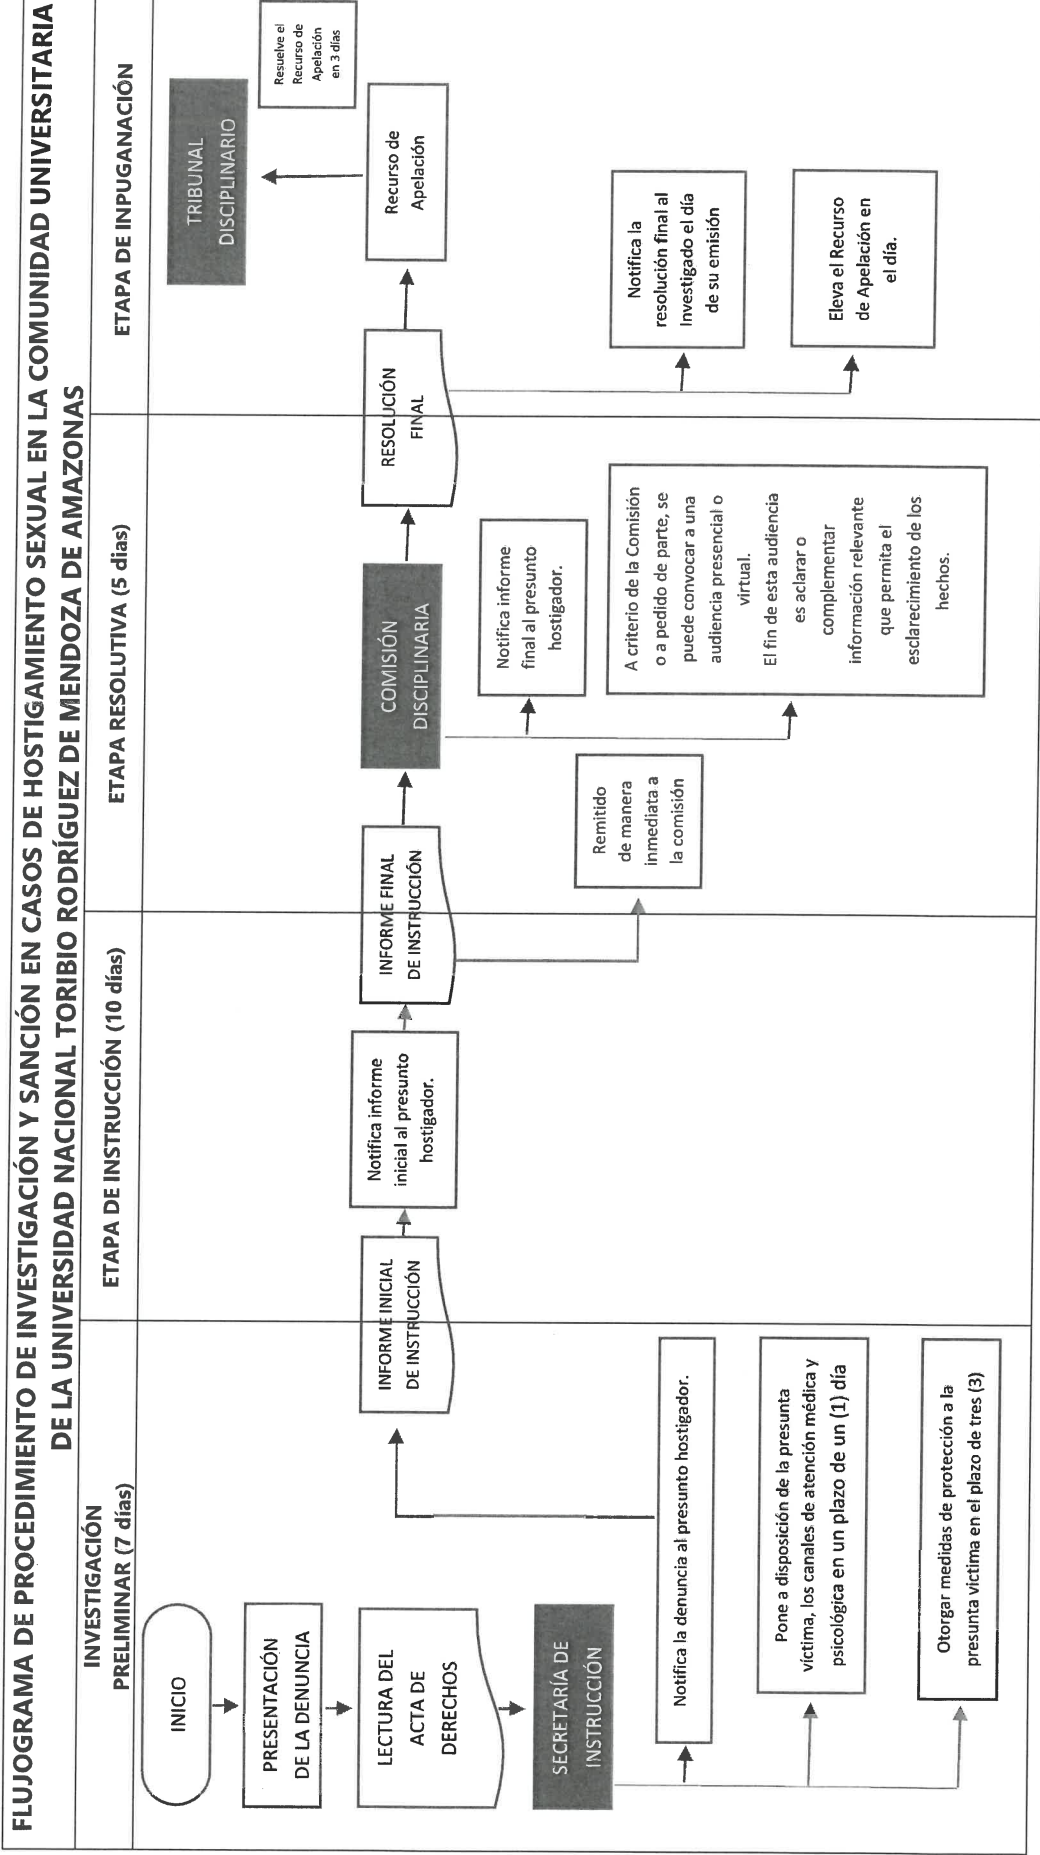 FLUJOGRAMA DE PROCEDIMIENTO DE INVESTIGACIÓN Y SANCIÓN EN CASOS DE HOSTIGAMIENTO SEXUAL EN LA COMUNIDAD UNIVERSITARIA
DE LA UNIVERSIDAD NACIONAL TORIBIO RODRÍGUEZ DE MENDOZA DE AMAZONAS
INVESTIGACIÓN
PRELIMINAR (7 días)
ETAPA DE INSTRUCCIÓN (10 días)
ETAPA RESOLUTIVA (5 dias)
ETAPA DE INPUGANACIÓN
INICIO
PRESENTACIÓN
DE LA DENUNCIA
LECTURA DEL
ACTA DE
DERECHOS
SECRETARÍA DE
INSTRUCCIÓN
Notifica la denuncia al presunto hostigador.
Pone a disposición de la presunta
víctima, los canales de atención médica y
psicológica en un plazo de un (1) día
Otorgar medidas de protección a la
presunta victima en el plazo de tres (3)
INFORME INICIAL
DE INSTRUCCIÓN
Notifica informe
inicial al presunto
hostigador.
INFORME FINAL
DE INSTRUCCIÓN
Remitido
de manera
inmediata a
la comisión
COMISIÓN
DISCIPLINARIA
Notifica informe
final al presunto
hostigador.
A criterio de la Comisión
o a pedido de parte, se
puede convocar a una
audiencia presencial o
virtual.
El fin de esta audiencia
es aclarar o
complementar
información relevante
que permita el
esclarecimiento de los
hechos.
RESOLUCIÓN
FINAL
Notifica la
resolución final al
Investigado el día
de su emisión
Eleva el Recurso
de Apelación en
el día.
Recurso de
Apelación
TRIBUNAL
DISCIPLINARIO
Resuelve el
Recurso de
Apelación
en 3 días